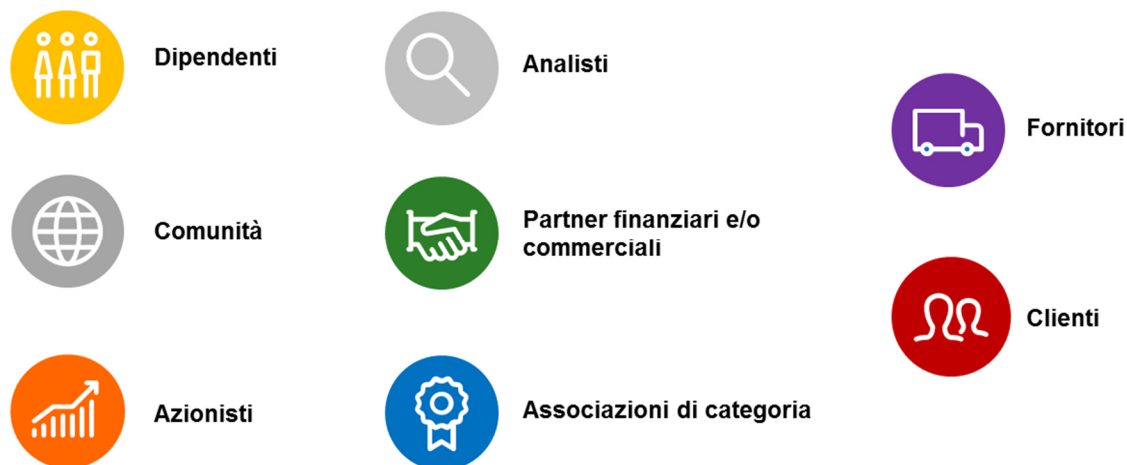 Dipendenti
Comunità
Azionisti
Analisti
Partner finanziari e/o
commerciali
Associazioni di categoria
Fornitori
Clienti